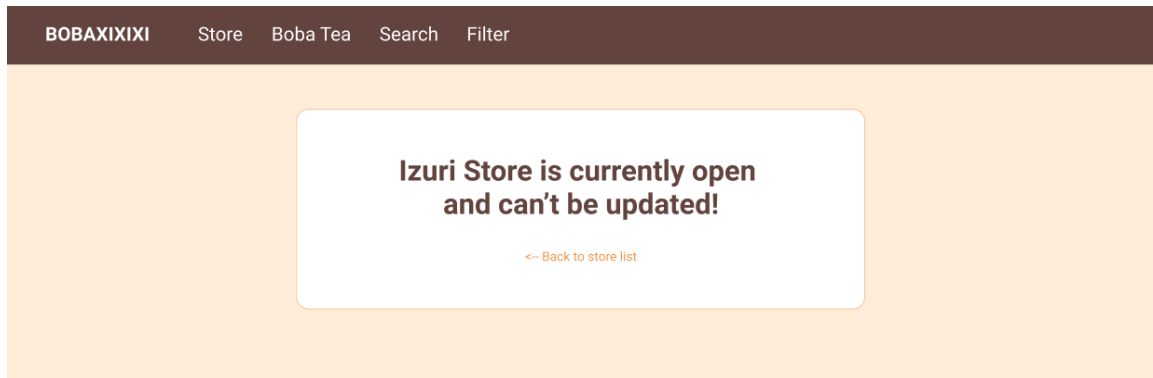 BOBAXIXIXI Store Boba Tea Search Filter
Izuri Store is currently open
and can’t be updated!
<-- Back to store list